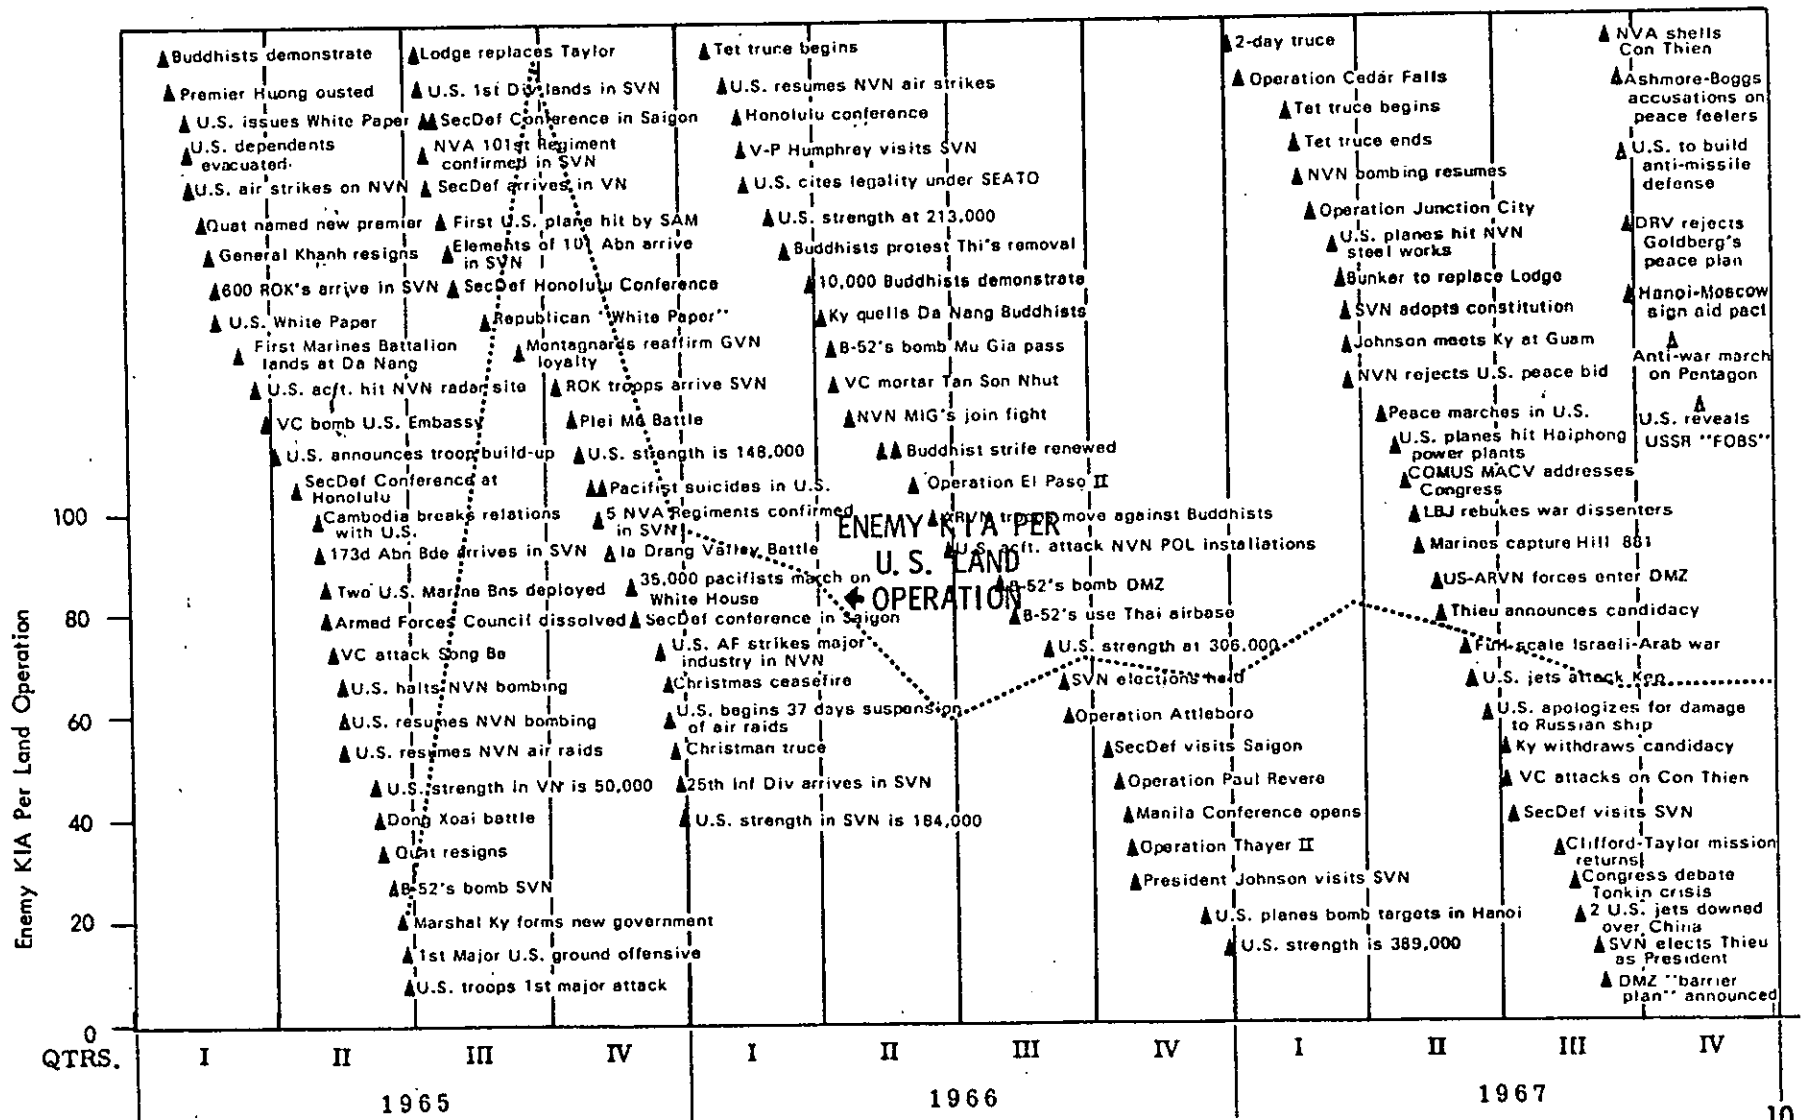 Buddhists demonstrate
Premier Huong ousted
U.S. issues White Paper
U.S. dependents
evacuated.
U.S. air strikes on NVN
Quat named new premier
General Khanh resigns
600 ROK's arrive in SVN
U.S. White Paper
First Marines Battalion
lands at Da Nang
U.S. acft. hit NVN radar site
VC bomb U.S. Embassy
U.S. announces troop build-up
SecDef Conference at
Honolulu
Cambodia breaks relations
with U.S.
173d Abn Bde arrives in SVN
Two U.S. Marine Bns deployed
Armed Forces Council dissolved
VC attack Song Be
U.S. halts NVN bombing
U.S. resumes NVN bombing
U.S. resumes NVN air raids
U.S. strength in VN is 50,000
Dong Xoai battle
Quat resigns
B-52's bomb SVN
Marshal Ky forms new government
1st Major U.S. ground offensive
U.S. troops 1st major attack
Lodge replaces Taylor
U.S. 1st Div lands in SVN
SecDef Conference in Saigon
NVA 101st Regiment
confirmed in SVN
SecDef arrives in VN
First U.S. plane hit by SAM
Elements of 101 Abn arrive
in SVN
SecDef Honolulu Conference
Republican "White Paper"
Montagnards reaffirm GVN
loyalty
ROK troops arrive SVN
Plei Me Battle
U.S. strength is 148,000
Pacifist suicides in U.S.
5 NVA Regiments confirmed
in SVN
Ia Drang Valley Battle
35,000 pacifists march on
White House
SecDef conference in Saigon
U.S. AF strikes major
industry in NVN
Christmas ceasefire
U.S. begins 37 days suspension
of air raids
Christman truce
25th Inf Div arrives in SVN
U.S. strength in SVN is 184,000
Tet truce begins
U.S. resumes NVN air strikes
Honolulu conference
V-P Humphrey visits SVN
U.S. cites legality under SEATO
U.S. strength at 213,000
Buddhists protest Thi's removal
10,000 Buddhists demonstrate
Ky quells Da Nang Buddhists
B-52's bomb Mu Gia pass
VC mortar Tan Son Nhut
NVN MIG's join fight
Buddhist strife renewed
Operation El Paso II
ARVN troops move against Buddhists
U.S. acft. attack NVN POL installations
B-52's bomb DMZ
B-52's use Thai airbase
U.S. strength at 306,000
SVN elections held
Operation Attleboro
SecDef visits Saigon
Operation Paul Revere
Manila Conference opens
Operation Thayer II
President Johnson visits SVN
U.S. planes bomb targets in Hanoi
U.S. strength is 389,000
ENEMY KIA PER
U.S. LAND
OPERATION
2-day truce
Operation Cedar Falls
Tet truce begins
Tet truce ends
NVN bombing resumes
Operation Junction City
U.S. planes hit NVN
steel works
Bunker to replace Lodge
SVN adopts constitution
Johnson meets Ky at Guam
NVN rejects U.S. peace bid
Peace marches in U.S.
U.S. planes hit Haiphong
power plants
COMUS MACV addresses
Congress
LBJ rebukes war dissenters
Marines capture Hill 881
US-ARVN forces enter DMZ
Thieu announces candidacy
Full-scale Israeli-Arab war
U.S. jets attack Kep
U.S. apologizes for damage
to Russian ship
Ky withdraws candidacy
VC attacks on Con Thien
SecDef visits SVN
Clifford-Taylor mission
returns
Congress debate
Tonkin crisis
2 U.S. jets downed
over China
SVN elects Thieu
as President
DMZ "barrier
plan" announced
NVA shells
Con Thien
Ashmore-Boggs
accusations on
peace feelers
U.S. to build
anti-missile
defense
DRV rejects
Goldberg's
peace plan
Hanoi-Moscow
sign aid pact
Anti-war march
on Pentagon
U.S. reveals
USSR "FOBS"
Enemy KIA Per Land Operation
100
80
60
40
20
0
QTRS. I II III IV I II III IV I II III IV
1965 1966 1967
10